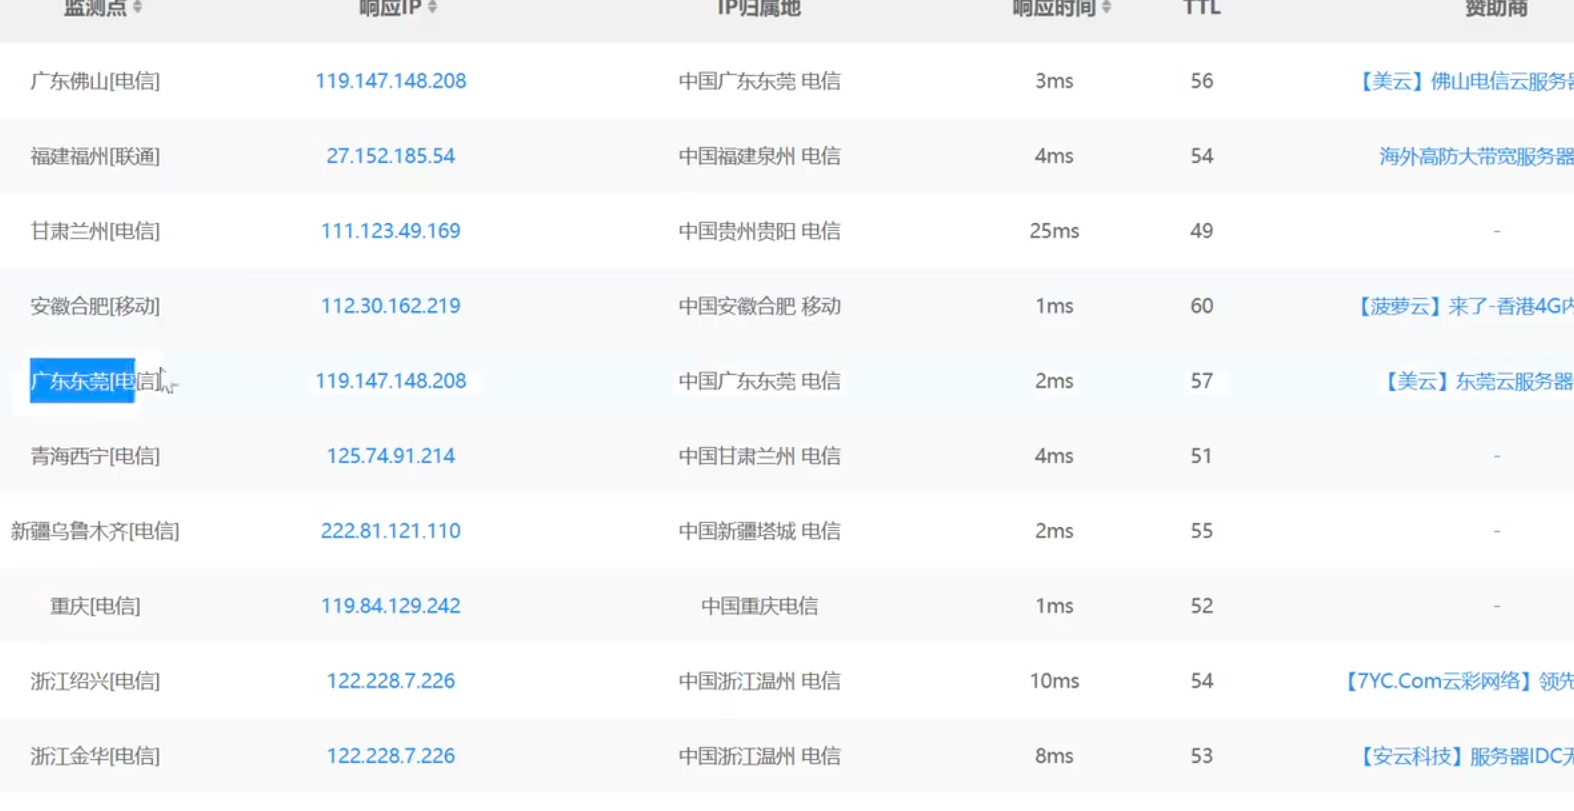 监测点 响应IP IP归属地 响应时间 TTL 赞助商
广东佛山[电信] 119.147.148.208 中国广东东莞 电信 3ms 56 【美云】佛山电信云服务器
福建福州[联通] 27.152.185.54 中国福建泉州 电信 4ms 54 海外高防大带宽服务器
甘肃兰州[电信] 111.123.49.169 中国贵州贵阳 电信 25ms 49 -
安徽合肥[移动] 112.30.162.219 中国安徽合肥 移动 1ms 60 【菠萝云】来了-香港4G内
广东东莞[电信] 119.147.148.208 中国广东东莞 电信 2ms 57 【美云】东莞云服务器
青海西宁[电信] 125.74.91.214 中国甘肃兰州 电信 4ms 51 -
新疆乌鲁木齐[电信] 222.81.121.110 中国新疆塔城 电信 2ms 55 -
重庆[电信] 119.84.129.242 中国重庆电信 1ms 52 -
浙江绍兴[电信] 122.228.7.226 中国浙江温州 电信 10ms 54 【7YC.Com云彩网络】领先
浙江金华[电信] 122.228.7.226 中国浙江温州 电信 8ms 53 【安云科技】服务器IDC无